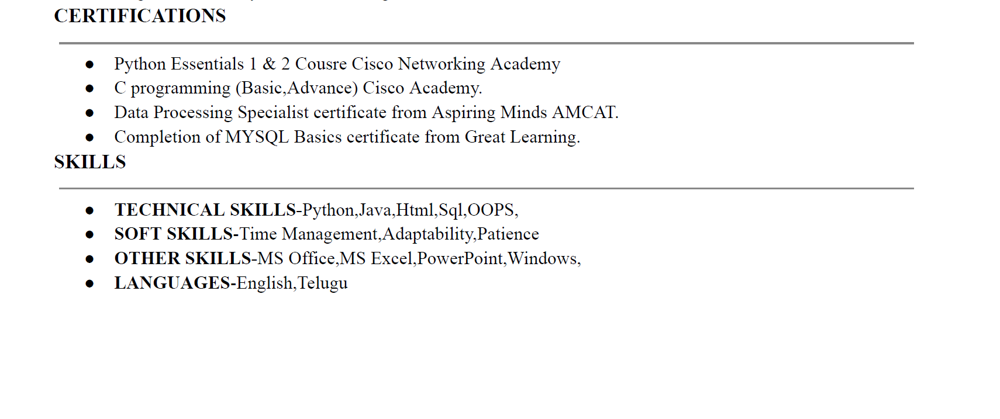 CERTIFICATIONS
● Python Essentials 1 & 2 Cousre Cisco Networking Academy
● C programming (Basic,Advance) Cisco Academy.
● Data Processing Specialist certificate from Aspiring Minds AMCAT.
● Completion of MYSQL Basics certificate from Great Learning.
SKILLS
● TECHNICAL SKILLS-Python,Java,Html,Sql,OOPS,
● SOFT SKILLS-Time Management,Adaptability,Patience
● OTHER SKILLS-MS Office,MS Excel,PowerPoint,Windows,
● LANGUAGES-English,Telugu